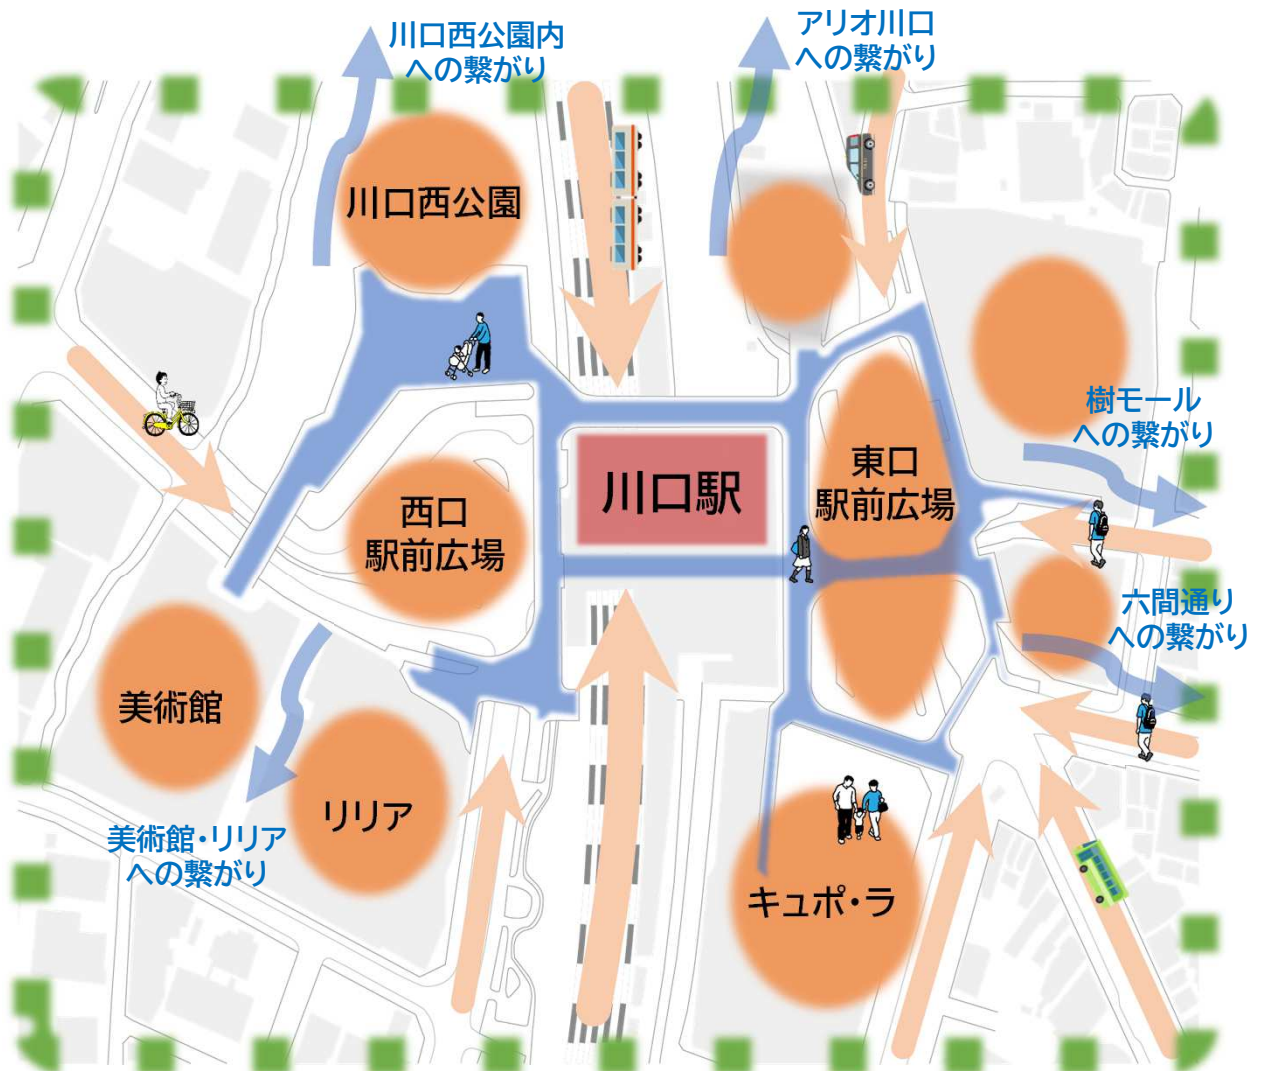 川口西公園内
への繋がり
アリオ川口
への繋がり
川口西公園
樹モール
への繋がり
東口
駅前広場
川口駅
西口
駅前広場
六間通り
への繋がり
美術館
リリア
美術館・リリア
への繋がり
キュポ・ラ